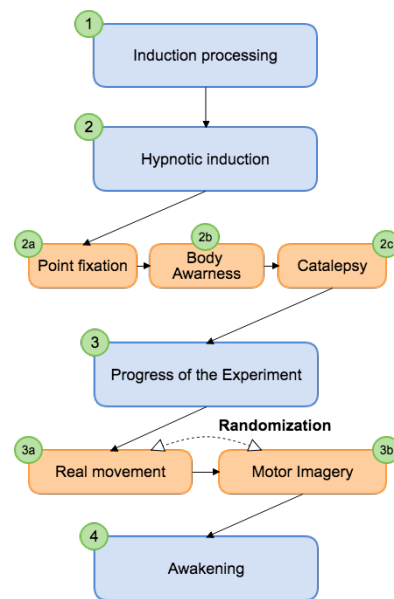 1
Induction processing
2
Hypnotic induction
2a
Point fixation
2b
Body
Awarness
2c
Catalepsy
3
Progress of the Experiment
Randomization
3a
Real movement
3b
Motor Imagery
4
Awakening